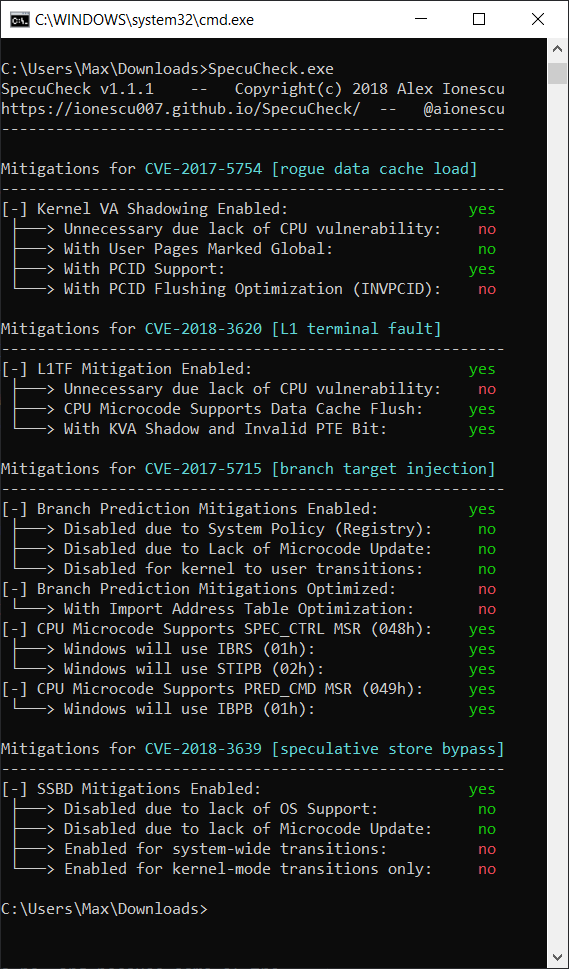 C:\WINDOWS\system32\cmd.exe
C:\Users\Max\Downloads>SpecuCheck.exe
SpecuCheck v1.1.1    --   Copyright(c) 2018 Alex Ionescu
https://ionescu007.github.io/SpecuCheck/  --   @aionescu
--------------------------------------------------------
Mitigations for CVE-2017-5754 [rogue data cache load]
--------------------------------------------------------
[-] Kernel VA Shadowing Enabled:                    yes
 ├───> Unnecessary due lack of CPU vulnerability:    no
 ├───> With User Pages Marked Global:                no
 ├───> With PCID Support:                           yes
 └───> With PCID Flushing Optimization (INVPCID):    no
Mitigations for CVE-2018-3620 [L1 terminal fault]
--------------------------------------------------------
[-] L1TF Mitigation Enabled:                        yes
 ├───> Unnecessary due lack of CPU vulnerability:    no
 ├───> CPU Microcode Supports Data Cache Flush:     yes
 └───> With KVA Shadow and Invalid PTE Bit:         yes
Mitigations for CVE-2017-5715 [branch target injection]
--------------------------------------------------------
[-] Branch Prediction Mitigations Enabled:          yes
 ├───> Disabled due to System Policy (Registry):     no
 ├───> Disabled due to Lack of Microcode Update:     no
 └───> Disabled for kernel to user transitions:      no
[-] Branch Prediction Mitigations Optimized:         no
 └───> With Import Address Table Optimization:       no
[-] CPU Microcode Supports SPEC_CTRL MSR (048h):    yes
 ├───> Windows will use IBRS (01h):                 yes
 └───> Windows will use STIPB (02h):                yes
[-] CPU Microcode Supports PRED_CMD MSR (049h):     yes
 └───> Windows will use IBPB (01h):                 yes
Mitigations for CVE-2018-3639 [speculative store bypass]
--------------------------------------------------------
[-] SSBD Mitigations Enabled:                       yes
 ├───> Disabled due to lack of OS Support:           no
 ├───> Disabled due to lack of Microcode Update:     no
 ├───> Enabled for system-wide transitions:          no
 └───> Enabled for kernel-mode transitions only:     no
C:\Users\Max\Downloads>